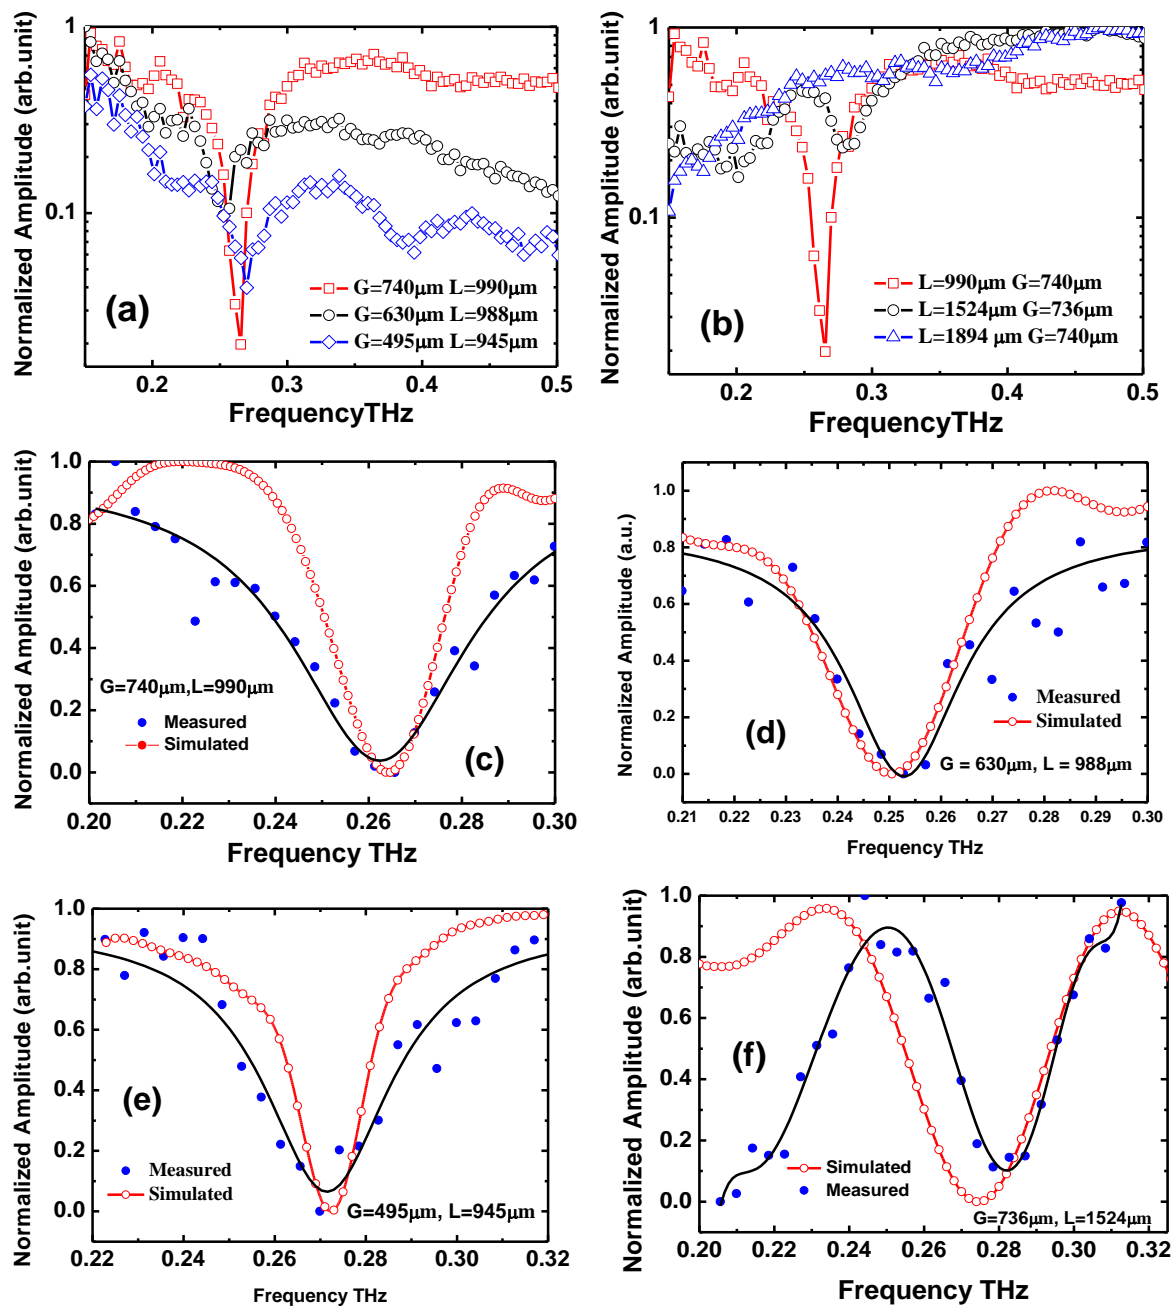 Normalized Amplitude (arb.unit)
1
0.1
0.2
0.3
0.4
0.5
FrequencyTHz
(a)
G=740μm L=990μm
G=630μm L=988μm
G=495μm L=945μm
Normalized Amplitude (arb.unit)
1
0.1
0.2
0.3
0.4
0.5
FrequencyTHz
(b)
L=990μm G=740μm
L=1524μm G=736μm
L=1894 μm G=740μm
Normalized Amplitude (arb.unit)
1.0
0.8
0.6
0.4
0.2
0.0
0.20
0.22
0.24
0.26
0.28
0.30
Frequency THz
G=740μm,L=990μm
Measured
Simulated
(c)
Normalized Amplitude (a.u.)
1.0
0.8
0.6
0.4
0.2
0.0
0.21
0.22
0.23
0.24
0.25
0.26
0.27
0.28
0.29
0.30
Frequency THz
Measured
Simulated
(d)
G = 630μm, L = 988μm
Normalized Amplitude (arb.unit)
1.0
0.8
0.6
0.4
0.2
0.0
0.22
0.24
0.26
0.28
0.30
0.32
Frequency THz
(e)
Measured
Simulated
G=495μm, L=945μm
Normalized Amplitude (arb.unit)
1.0
0.8
0.6
0.4
0.2
0.0
0.20
0.22
0.24
0.26
0.28
0.30
0.32
Frequency THz
(f)
Simulated
Measured
G=736μm, L=1524μm